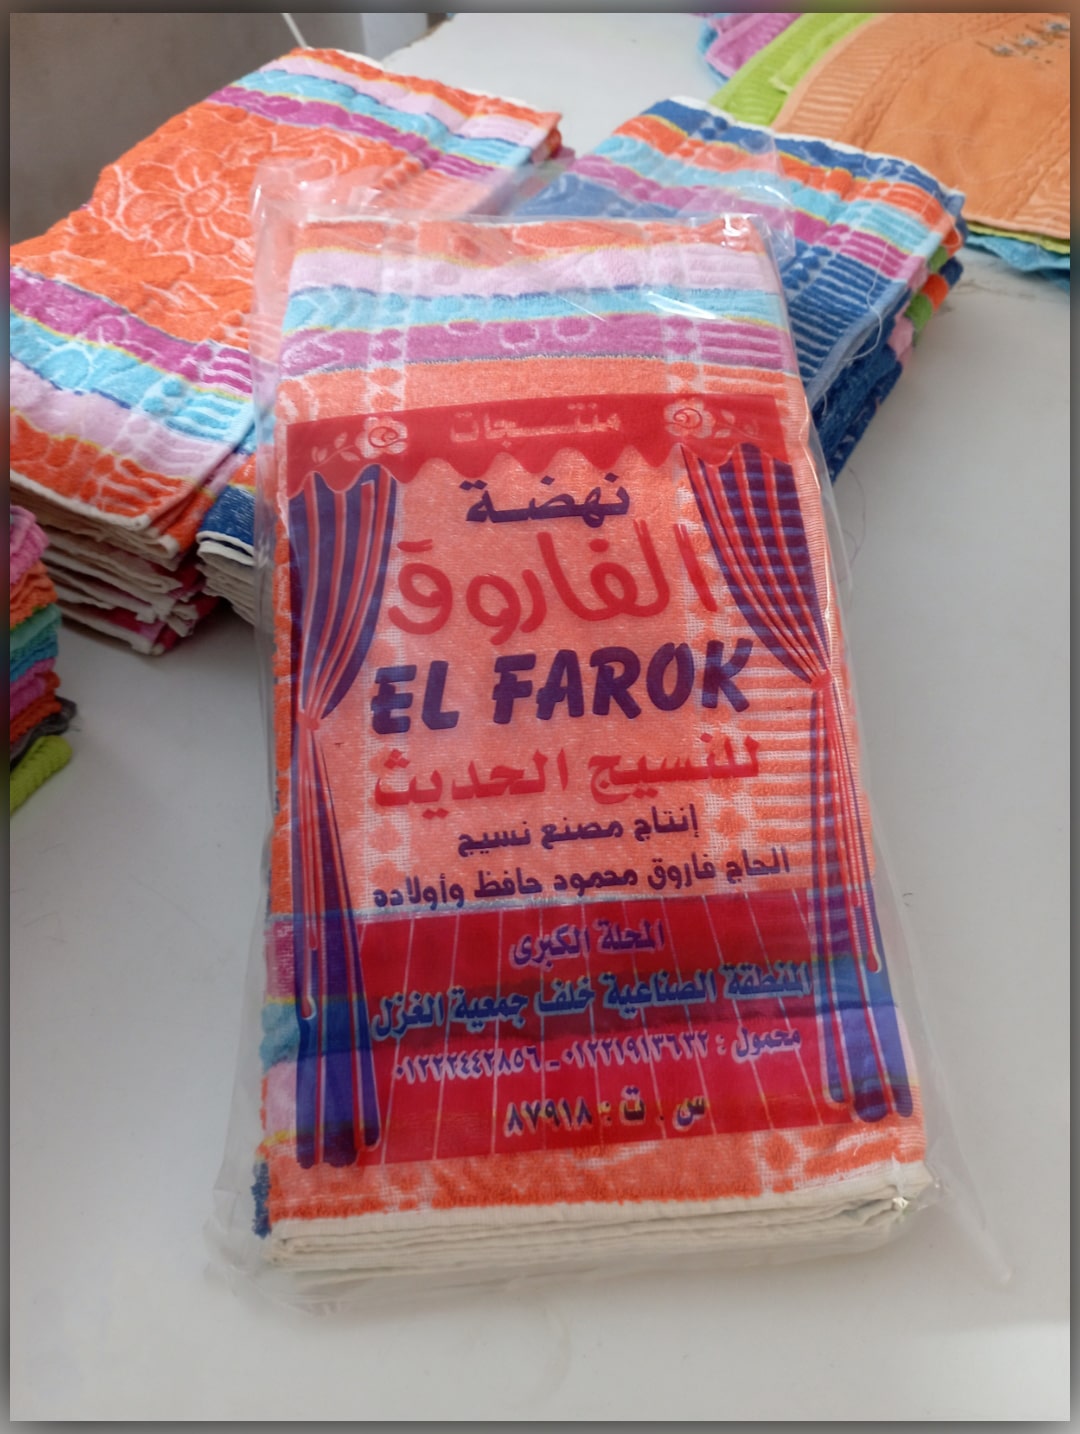 منتجات
نهضة
الفاروق
EL FAROK
للنسيج الحديث
إنتاج مصنع نسيج
الحاج فاروق محمود حافظ وأولاده
المحلة الكبرى
المنطقة الصناعية خلف جمعية الغزل
محمول : ٠١٢٢١٩١٣٦٣٢ ـ ٠١٢٢٢٤٤٢٨٥٦
س . ت : ٨٧٩١٨